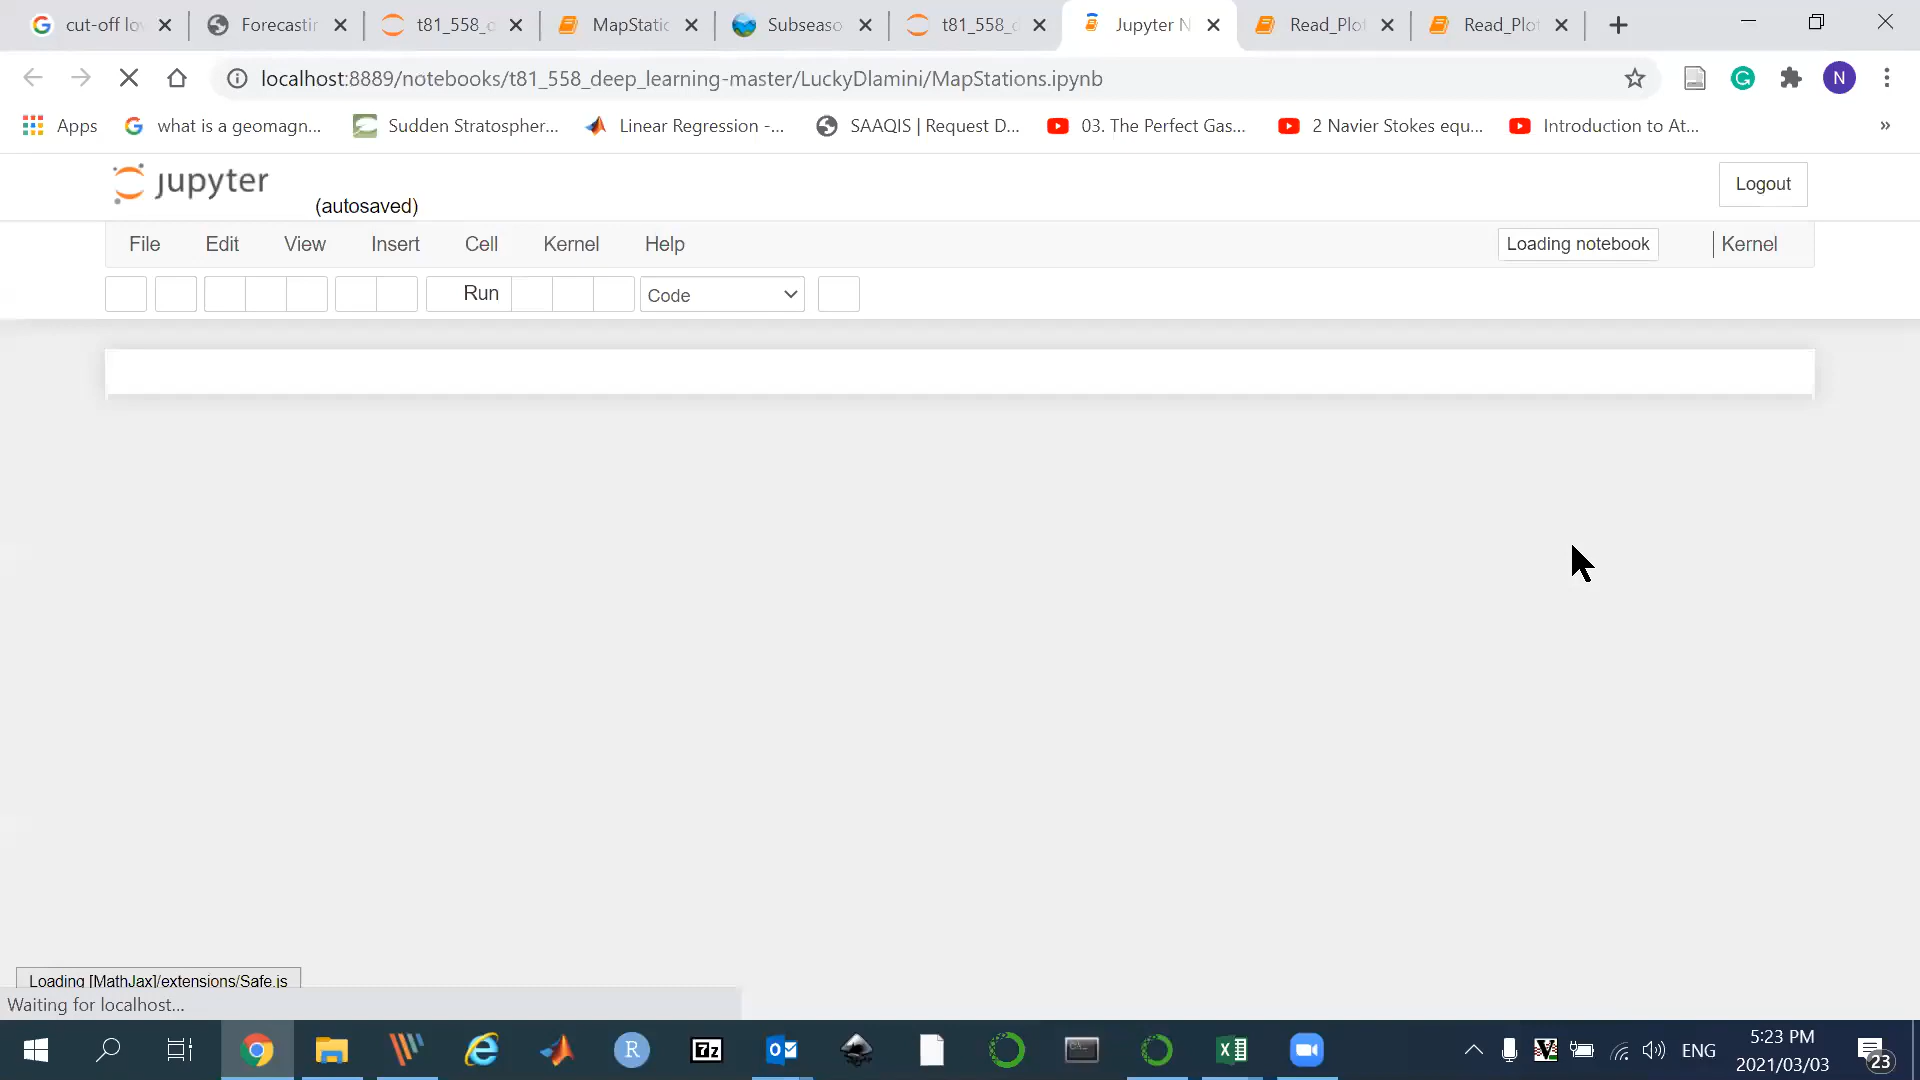 cut-off lo
Forecastir
t81_558_
MapStatic
Subseaso
t81_558_
Jupyter N
Read_Plo
Read_Plo
localhost:8889/notebooks/t81_558_deep_learning-master/LuckyDlamini/MapStations.ipynb
N
Apps
what is a geomagn...
Sudden Stratospher...
Linear Regression -...
SAAQIS | Request D...
03. The Perfect Gas...
2 Navier Stokes equ...
Introduction to At...
»
jupyter
(autosaved)
Logout
File
Edit
View
Insert
Cell
Kernel
Help
Loading notebook
Kernel
Run
Code
Loading [MathJax]/extensions/Safe.js
Waiting for localhost...
R
7z
ENG
5:23 PM
2021/03/03
23